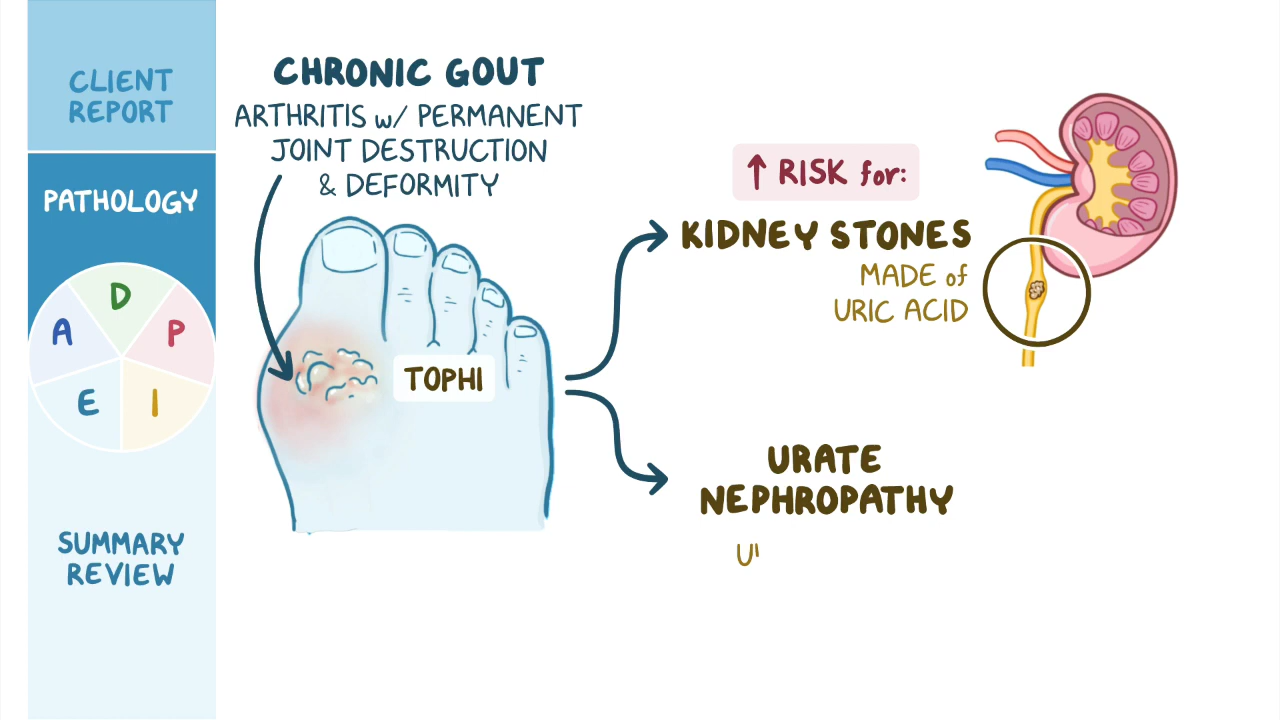 CLIENT
REPORT
PATHOLOGY
D
A
P
E
I
SUMMARY
REVIEW
CHRONIC GOUT
ARTHRITIS w/ PERMANENT
JOINT DESTRUCTION
& DEFORMITY
TOPHI
↑ RISK for:
KIDNEY STONES
MADE of
URIC ACID
URATE
NEPHROPATHY